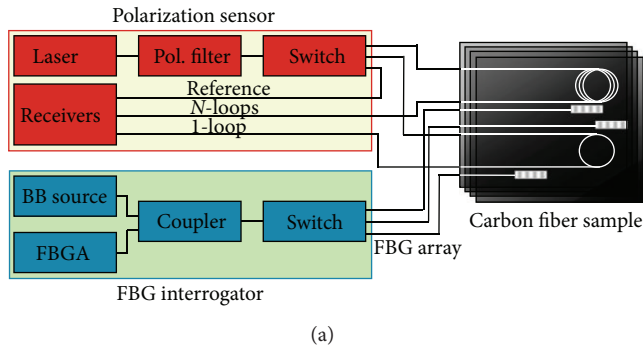 Polarization sensor
Laser
Pol. filter
Switch
Receivers
Reference
N-loops
1-loop
BB source
FBGA
Coupler
Switch
FBG array
FBG interrogator
Carbon fiber sample
(a)